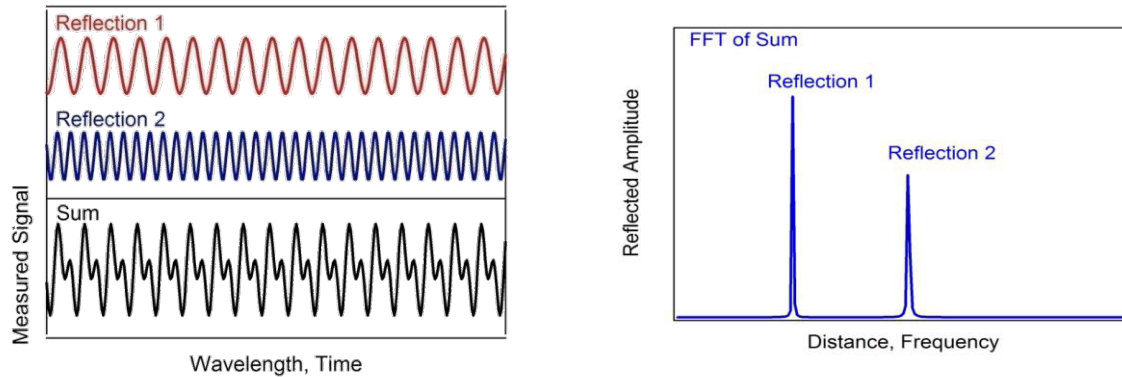 Reflection 1
Reflection 2
Sum
Measured Signal
Wavelength, Time
FFT of Sum
Reflection 1
Reflection 2
Reflected Amplitude
Distance, Frequency